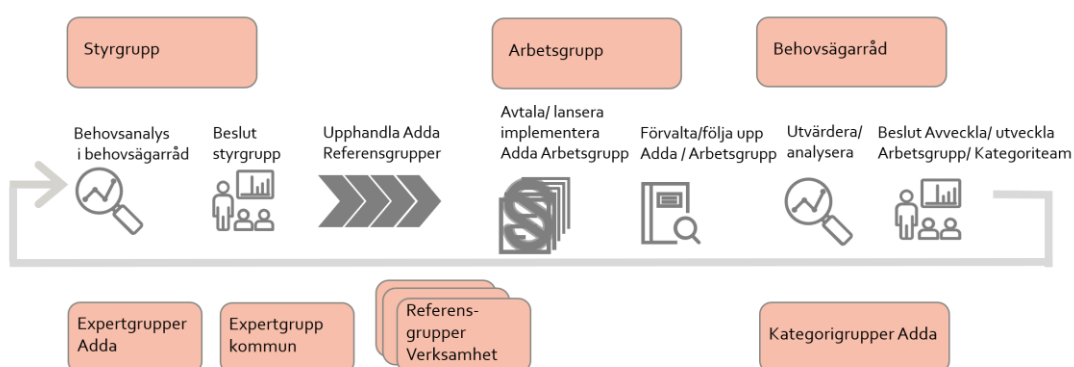 Styrgrupp
Arbetsgrupp
Behovsägarråd
Behovsanalys
i behovsägarråd
Beslut
styrgrupp
Upphandla Adda
Referensgrupper
Avtala/ lansera
implementera
Adda Arbetsgrupp
Förvalta/följa upp
Adda / Arbetsgrupp
Utvärdera/
analysera
Beslut Avveckla/ utveckla
Arbetsgrupp/ Kategoriteam
§
Expertgrupper
Adda
Expertgrupp
kommun
Referens-
grupper
Verksamhet
Kategorigrupper Adda